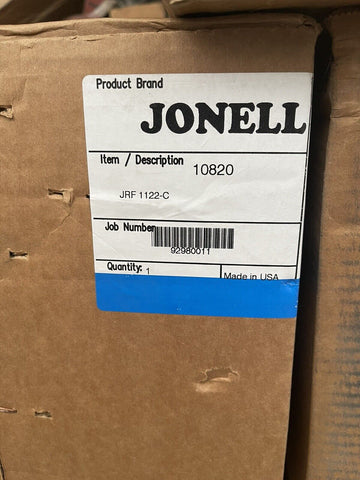 Product Brand
JONELL
Item / Description 10820
JRF 1122-C
Job Number
92980011
Quantity: 1
Made in USA